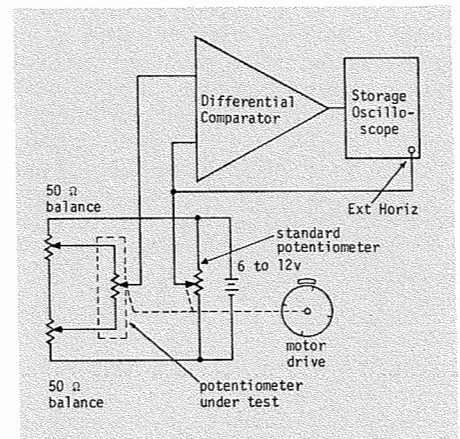 Differential
Comparator
Storage
Oscillo-
scope
Ext Horiz
50 Ω
balance
standard
potentiometer
6 to 12v
motor
drive
50 Ω
balance
potentiometer
under test